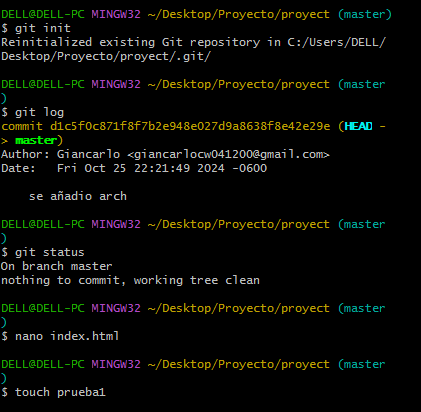 DELL@DELL-PC MINGW32 ~/Desktop/Proyecto/proyect (master)
$ git init
Reinitialized existing Git repository in C:/Users/DELL/
Desktop/Proyecto/proyect/.git/
DELL@DELL-PC MINGW32 ~/Desktop/Proyecto/proyect (master
)
$ git log
commit d1c5f0c871f8f7b2e948e027d9a8638f8e42e29e (HEAD -
> master)
Author: Giancarlo <giancarlocw041200@gmail.com>
Date:   Fri Oct 25 22:21:49 2024 -0600
    se añadio arch
DELL@DELL-PC MINGW32 ~/Desktop/Proyecto/proyect (master
)
$ git status
On branch master
nothing to commit, working tree clean
DELL@DELL-PC MINGW32 ~/Desktop/Proyecto/proyect (master
)
$ nano index.html
DELL@DELL-PC MINGW32 ~/Desktop/Proyecto/proyect (master
)
$ touch prueba1